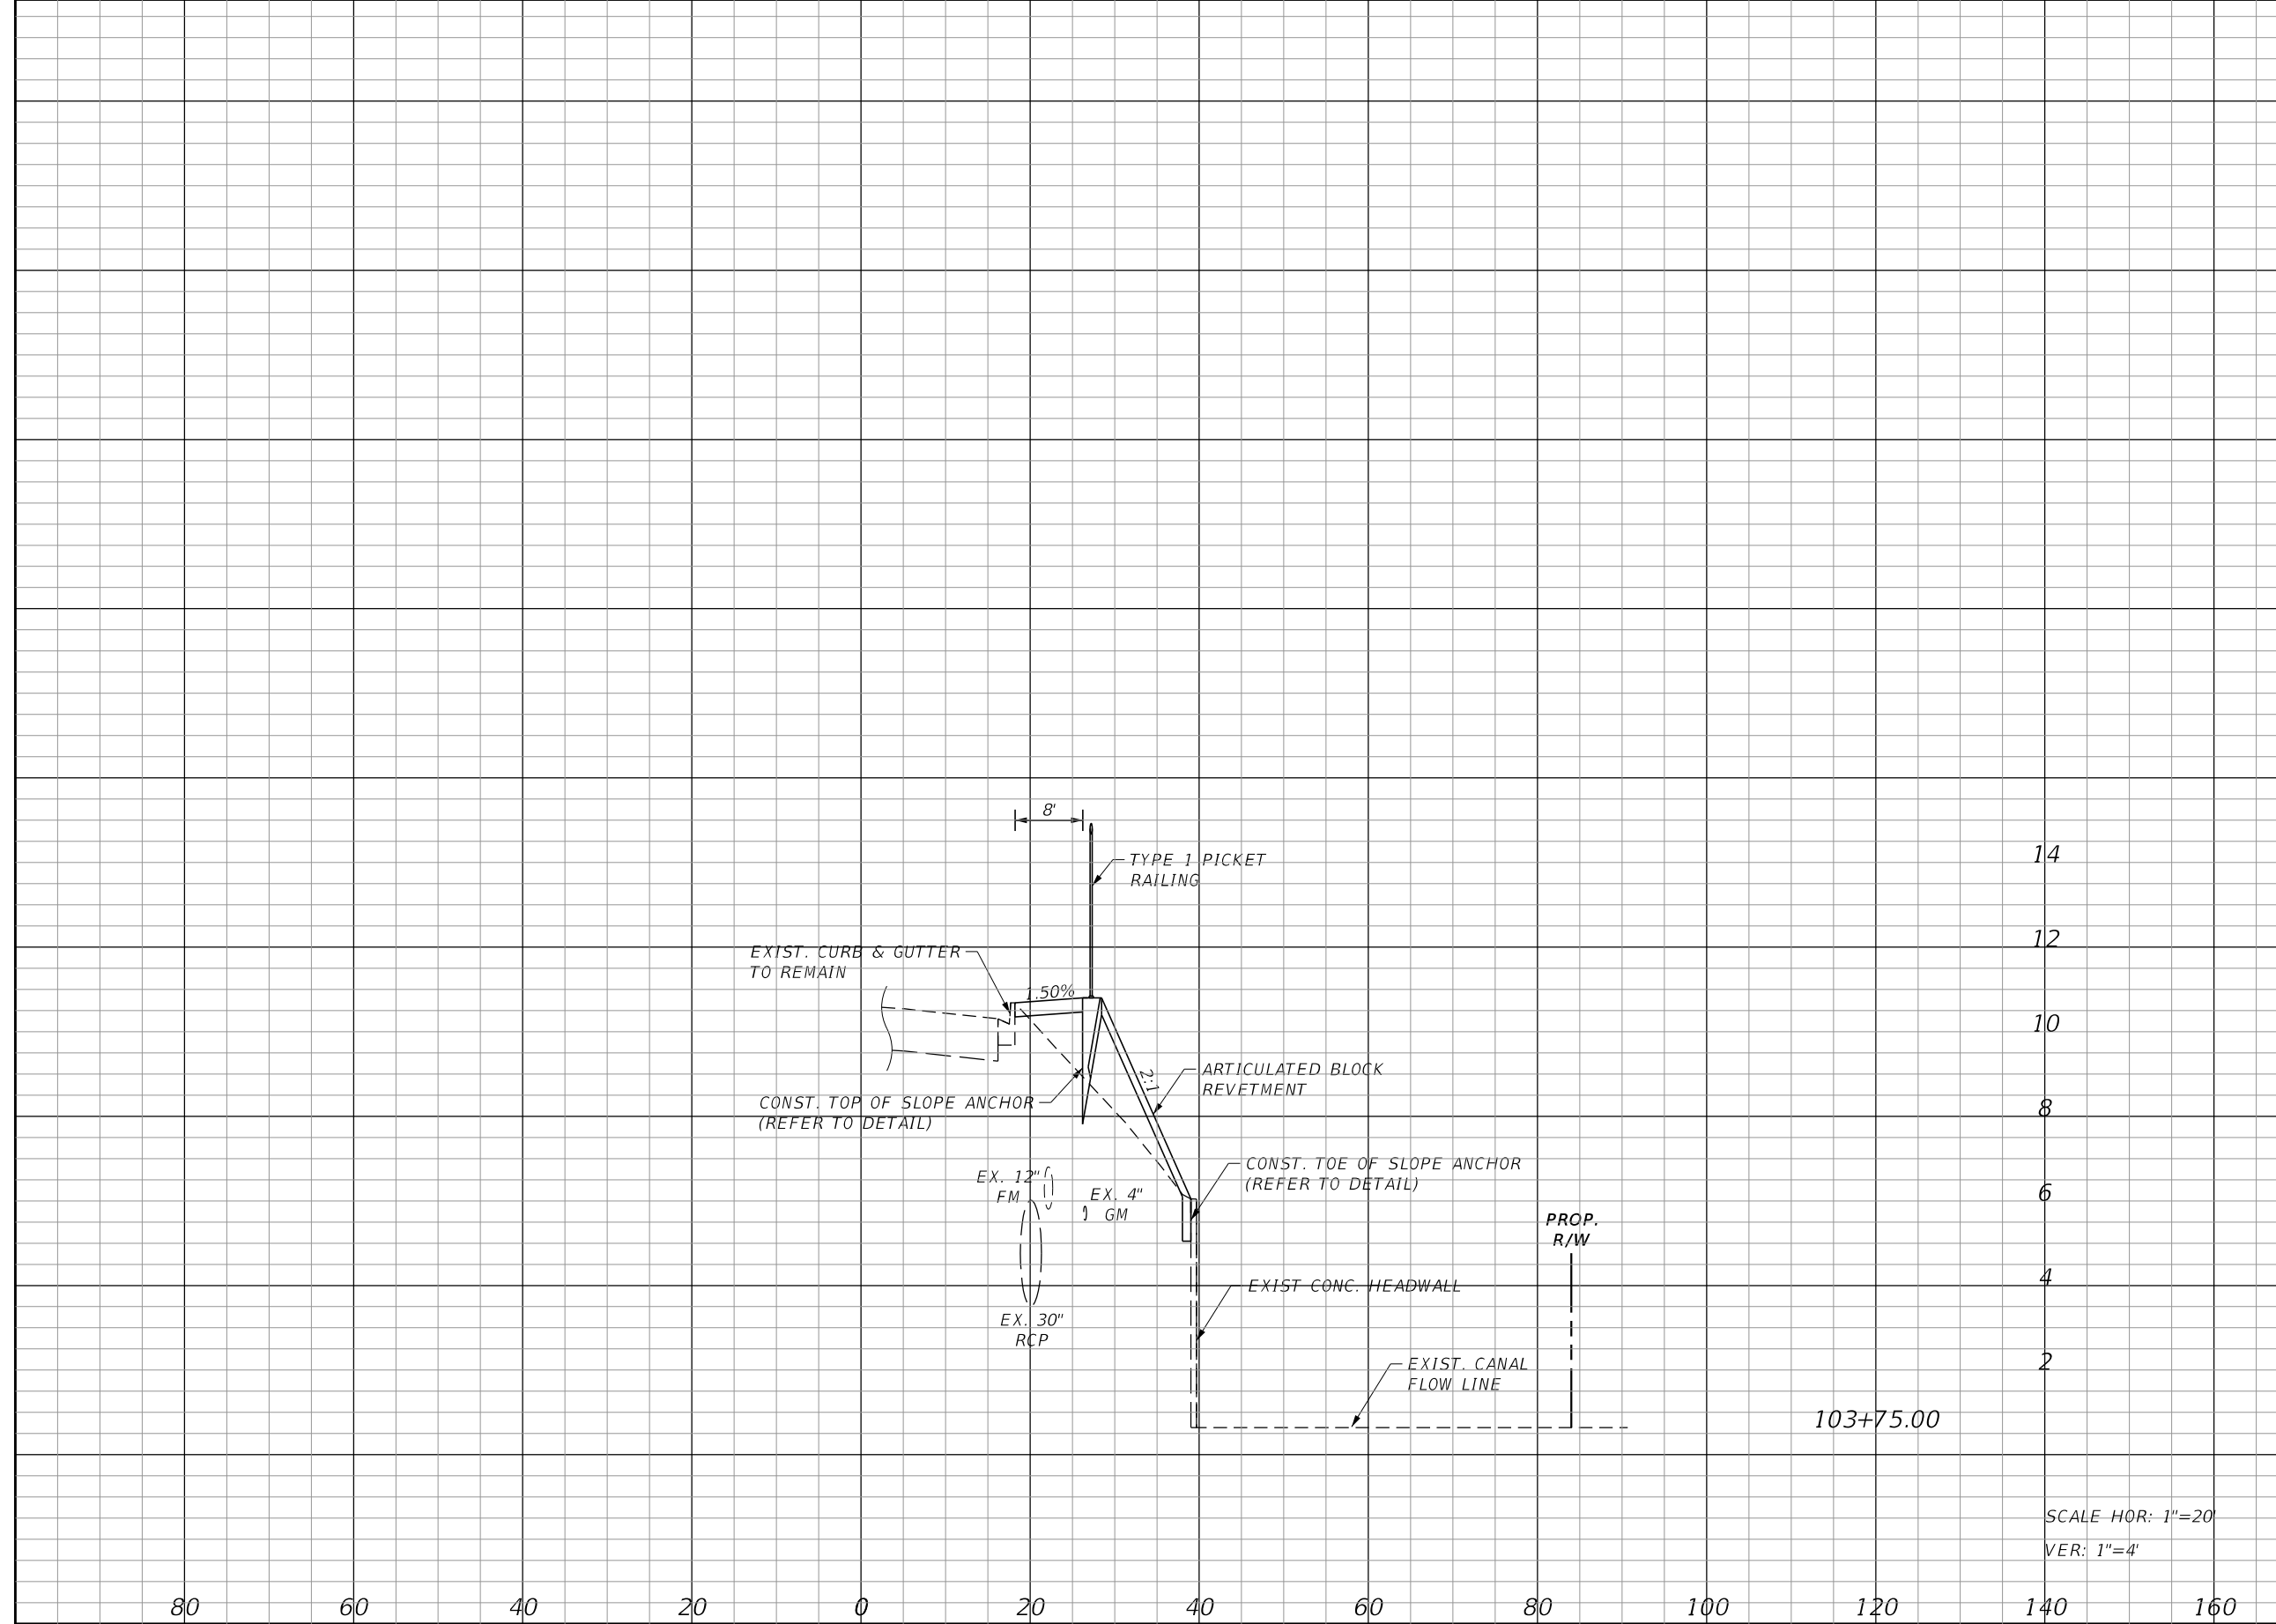 8'
TYPE 1 PICKET
RAILING
14
12
EXIST. CURB & GUTTER
TO REMAIN
1.50%
10
ARTICULATED BLOCK
REVETMENT
2:1
CONST. TOP OF SLOPE ANCHOR
(REFER TO DETAIL)
8
CONST. TOE OF SLOPE ANCHOR
(REFER TO DETAIL)
EX. 12"
FM
EX. 4"
GM
6
PROP.
R/W
EXIST CONC. HEADWALL
4
EX. 30"
RCP
EXIST. CANAL
FLOW LINE
2
103+75.00
SCALE HOR: 1"=20'
VER: 1"=4'
80 60 40 20 0 20 40 60 80 100 120 140 160